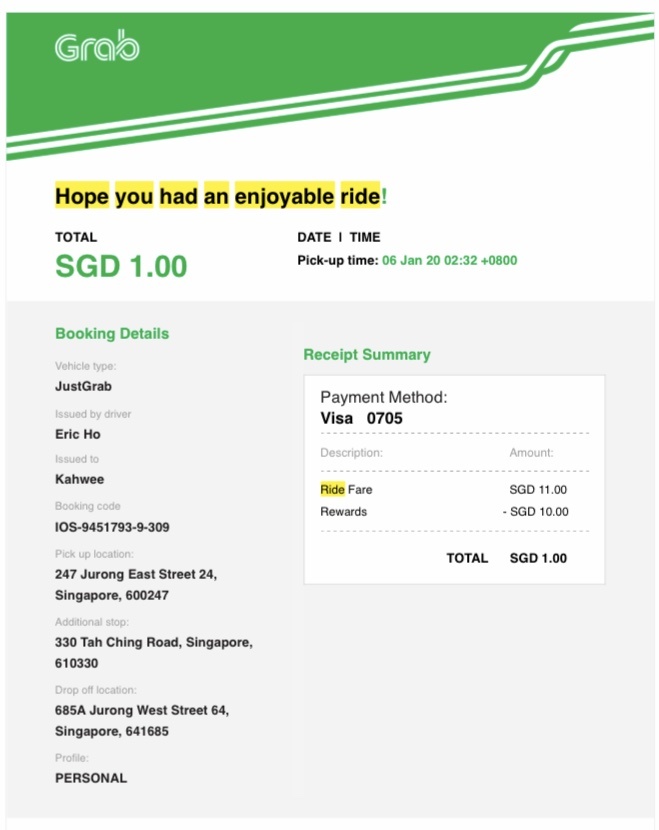 Grab
Hope you had an enjoyable ride!
TOTAL
SGD 1.00
DATE | TIME
Pick-up time: 06 Jan 20 02:32 +0800
Booking Details
Vehicle type:
JustGrab
Issued by driver
Eric Ho
Issued to
Kahwee
Booking code
IOS-9451793-9-309
Pick up location:
247 Jurong East Street 24,
Singapore, 600247
Additional stop:
330 Tah Ching Road, Singapore,
610330
Drop off location:
685A Jurong West Street 64,
Singapore, 641685
Profile:
PERSONAL
Receipt Summary
Payment Method:
Visa 0705
Description: Amount:
Ride Fare SGD 11.00
Rewards - SGD 10.00
TOTAL SGD 1.00